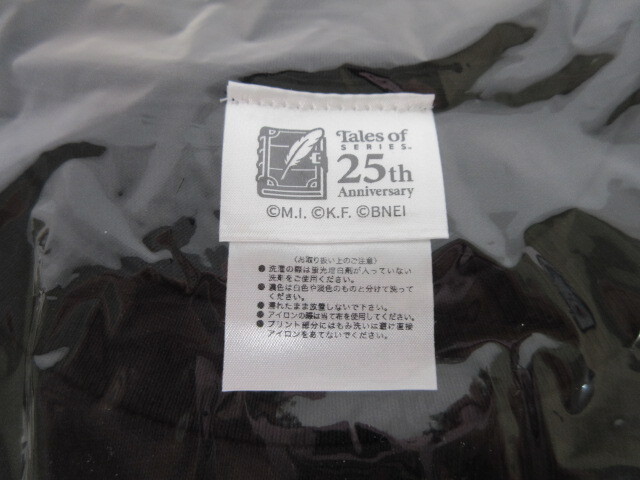 Tales of
SERIES™
25th
Anniversary
©M.I. ©K.F. ©BNEI
〈お取り扱い上のご注意〉
● 洗濯の際は蛍光増白剤が入っていない
洗剤をご使用ください。
● 濃色は白色や淡色のものと分けて洗って
ください。
● 濡れたまま放置しないで下さい。
● アイロンの際は当て布を使用してください。
● プリント部分にはもみ洗いは避け直接
アイロンをあてないでください。